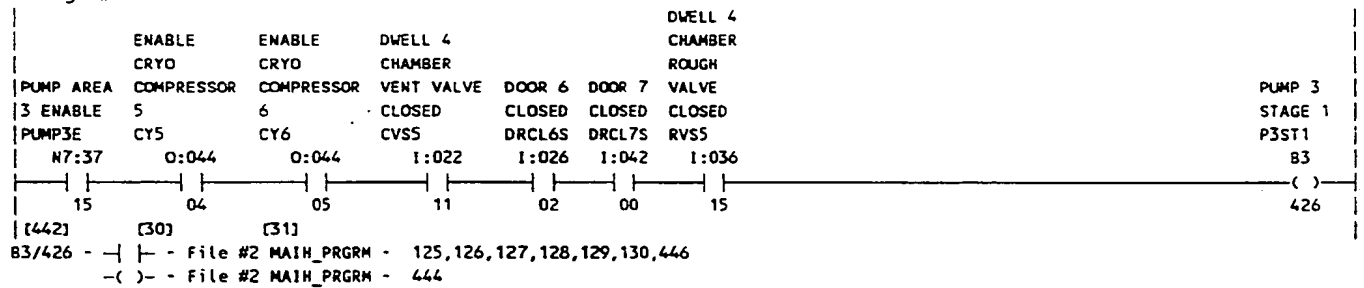 DWELL 4
ENABLE ENABLE DWELL 4 CHAMBER
CRYO CRYO CHAMBER ROUGH
PUMP AREA COMPRESSOR COMPRESSOR VENT VALVE DOOR 6 DOOR 7 VALVE PUMP 3
3 ENABLE 5 6 CLOSED CLOSED CLOSED CLOSED STAGE 1
PUMP3E CY5 CY6 CVS5 DRCL6S DRCL7S RVS5 P3ST1
N7:37 O:044 O:044 I:022 I:026 I:042 I:036 B3
15 04 05 11 02 00 15 426
[442] [30] [31]
B3/426 - ─┤ ├─ - File #2 MAIN_PRGRM - 125,126,127,128,129,130,446
-( )- - File #2 MAIN_PRGRM - 444